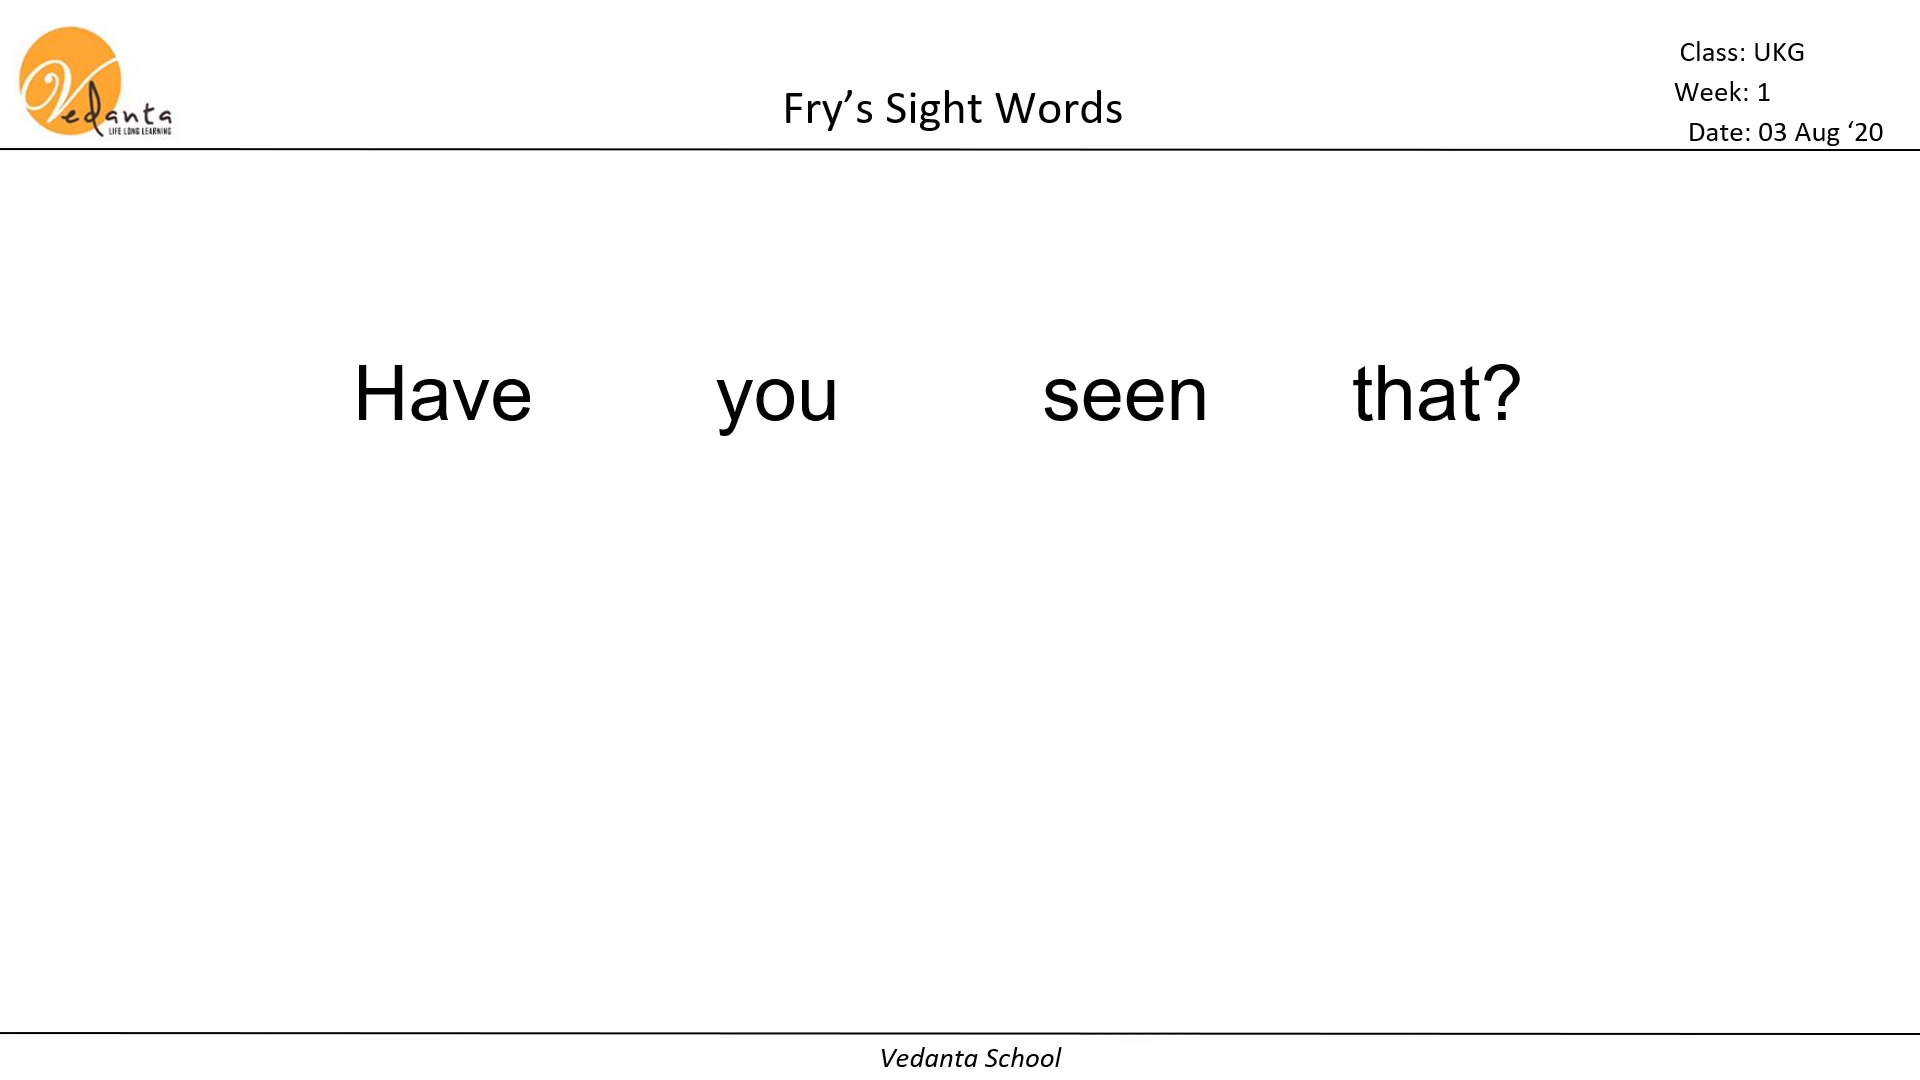 Vedanta
LIFE LONG LEARNING
Fry’s Sight Words
Class: UKG
Week: 1
Date: 03 Aug ‘20
Have you seen that?
Vedanta School